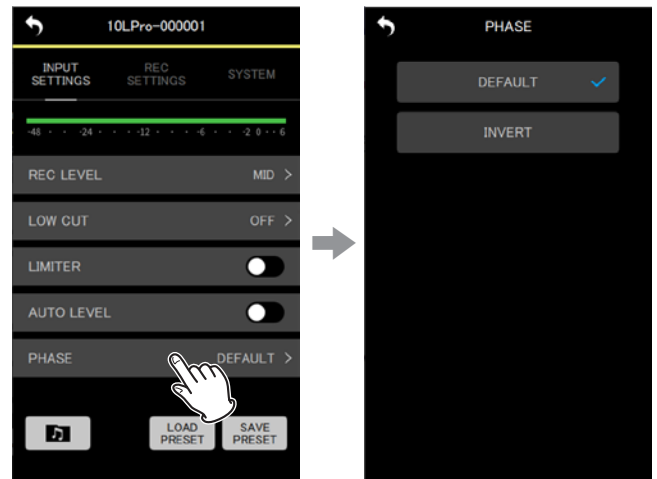 10LPro-000001
INPUT SETTINGS
REC SETTINGS
SYSTEM
-48 · · -24 · · · -12 · · · · -6 · · -2 0 · · 6
REC LEVEL MID >
LOW CUT OFF >
LIMITER
AUTO LEVEL
PHASE DEFAULT >
LOAD PRESET
SAVE PRESET
PHASE
DEFAULT
INVERT